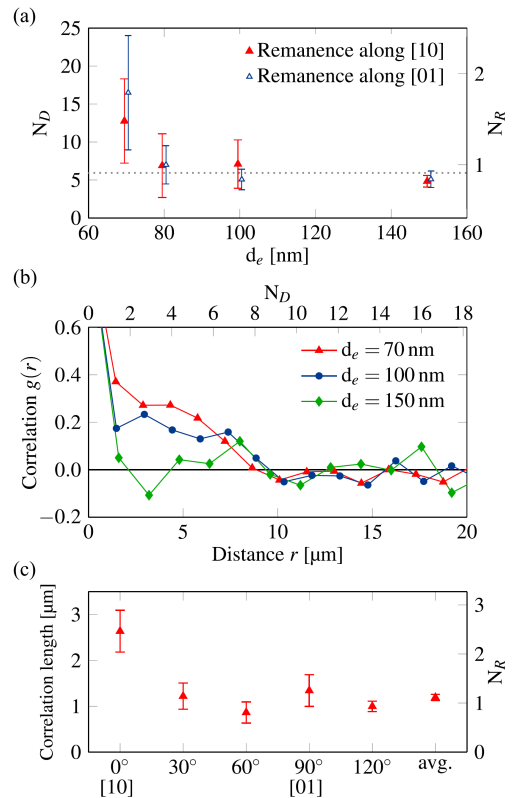 (a)
25
20
15
10
5
0
N_D
Remanence along [10]
Remanence along [01]
2
1
N_R
60 80 100 120 140 160
d_e [nm]
(b)
N_D
0 2 4 6 8 10 12 14 16 18
0.6
0.4
0.2
0.0
−0.2
Correlation g(r)
d_e = 70 nm
d_e = 100 nm
d_e = 150 nm
0 5 10 15 20
Distance r [μm]
(c)
3
2
1
0
Correlation length [μm]
3
2
1
0
N_R
0° 30° 60° 90° 120° avg.
[10] [01]